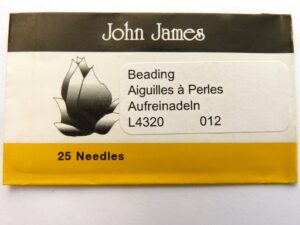 John James
Beading
Aiguilles à Perles
Aufreinadeln
L4320 012
25 Needles